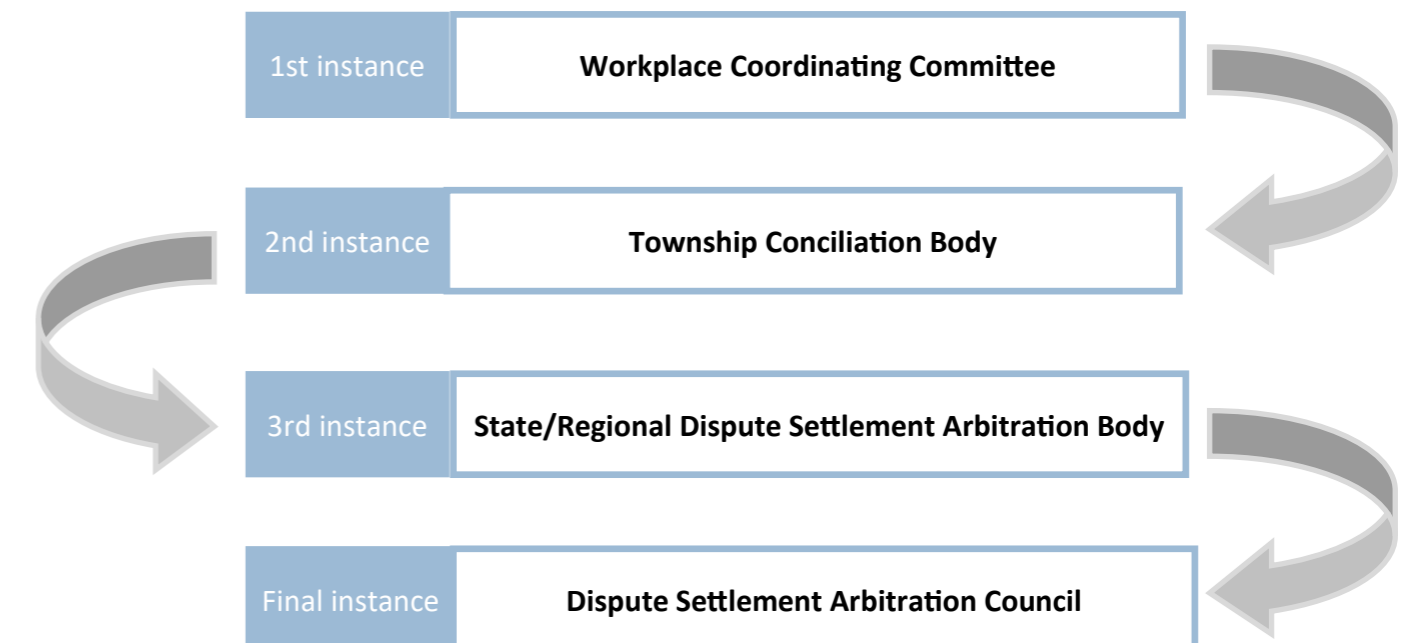 1st instance
Workplace Coordinating Committee
2nd instance
Township Conciliation Body
3rd instance
State/Regional Dispute Settlement Arbitration Body
Final instance
Dispute Settlement Arbitration Council